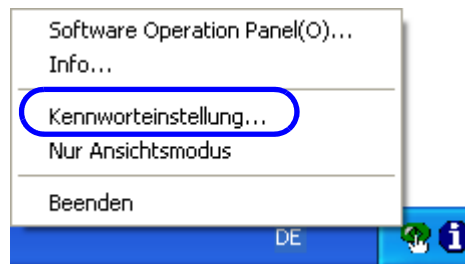 Software Operation Panel(O)...
Info...
Kennworteinstellung...
Nur Ansichtsmodus
Beenden
DE